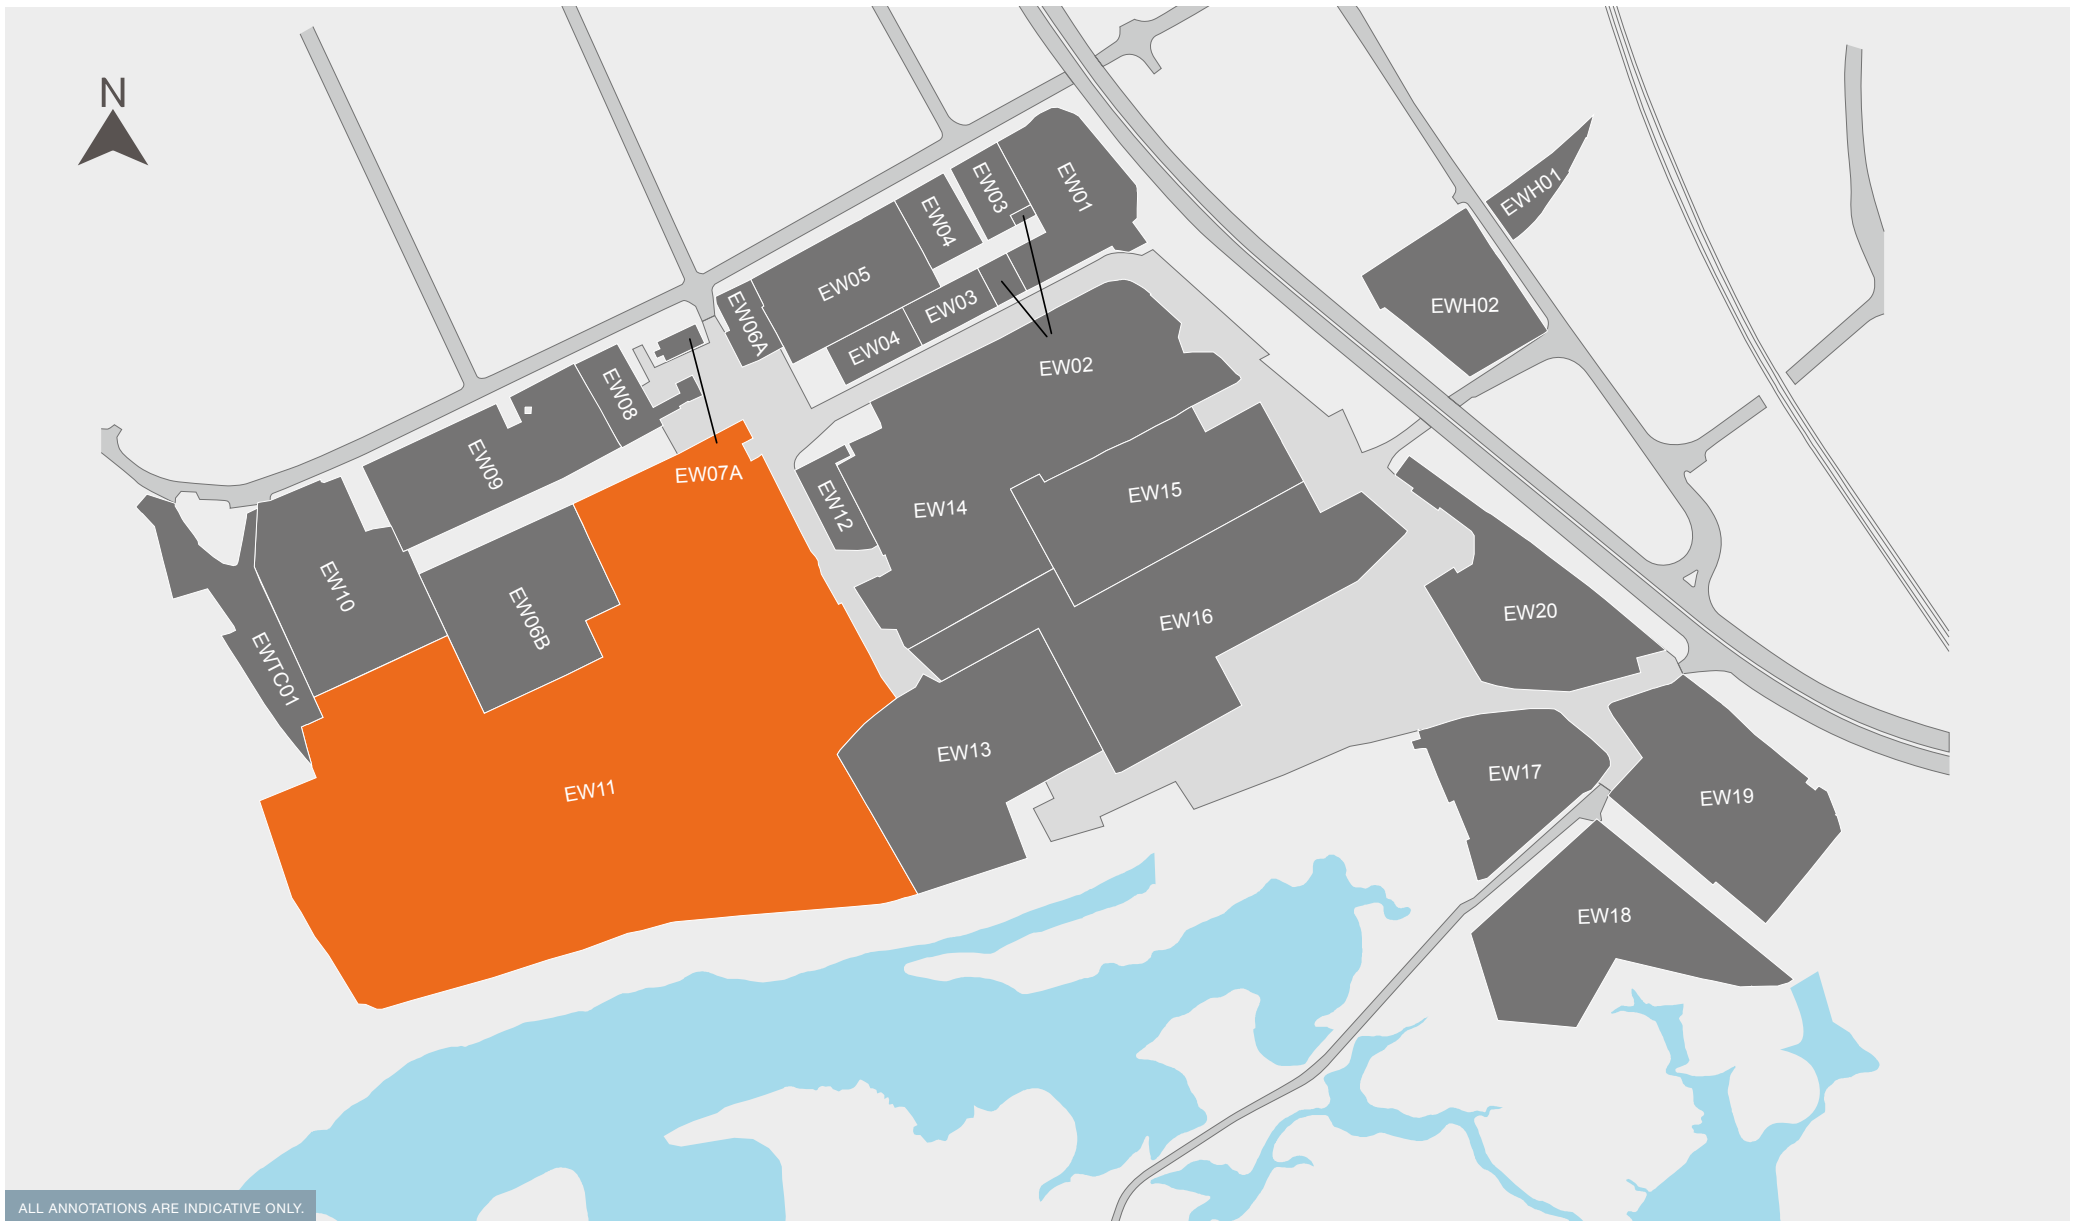 N
EWH01
EW01
EW03
EW04
EW05
EWH02
EW03
EW06A
EW04
EW02
EW08
EW09
EW07A
EW15
EW12
EW14
EW10
EW06B
EW20
EW16
EWTC01
EW13
EW17
EW11
EW19
EW18
ALL ANNOTATIONS ARE INDICATIVE ONLY.